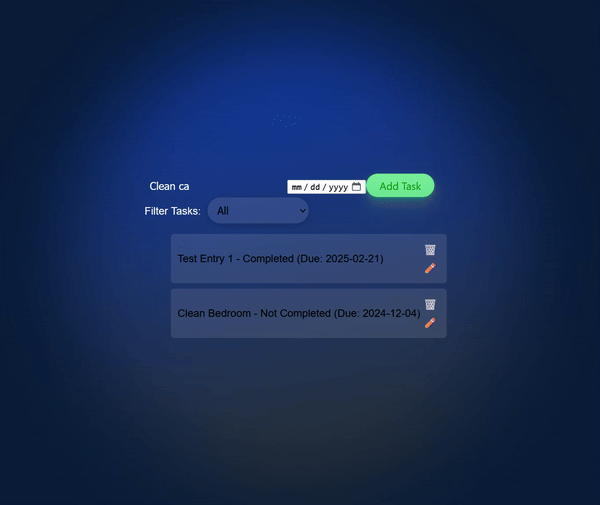 Clean ca
mm/dd/yyyy
Add Task
Filter Tasks:
All
Test Entry 1 - Completed (Due: 2025-02-21)
Clean Bedroom - Not Completed (Due: 2024-12-04)